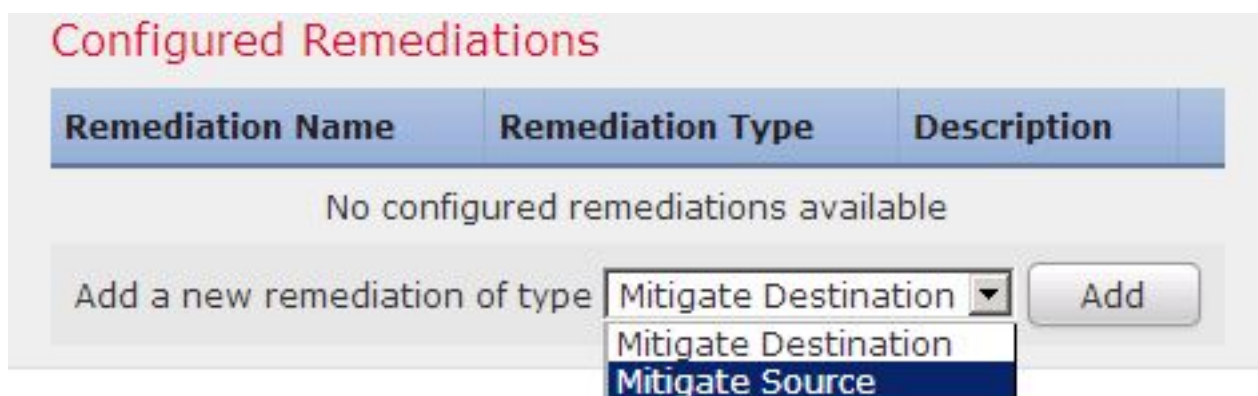 Configured Remediations
Remediation Name Remediation Type Description
No configured remediations available
Add a new remediation of type Mitigate Destination Add
Mitigate Destination
Mitigate Source